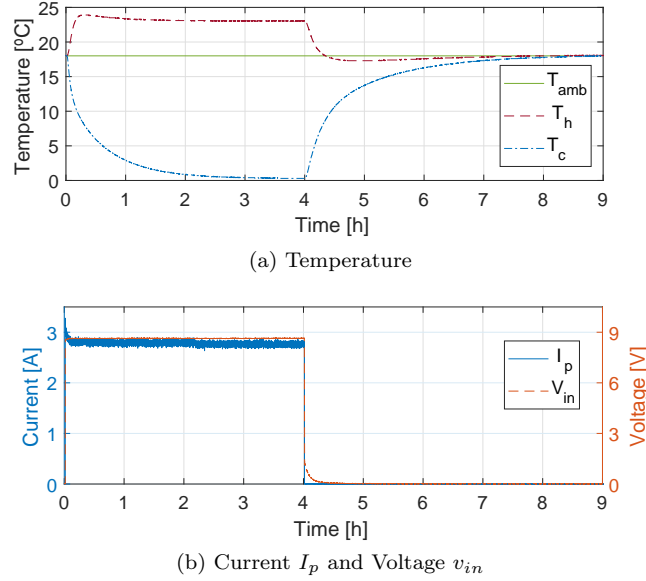 25
20
15
10
5
0
Temperature [ºC]
T_amb
T_h
T_c
0 1 2 3 4 5 6 7 8 9
Time [h]
(a) Temperature
3
2
1
0
Current [A]
I_p
V_in
9
6
3
0
Voltage [V]
0 1 2 3 4 5 6 7 8 9
Time [h]
(b) Current I_p and Voltage v_in